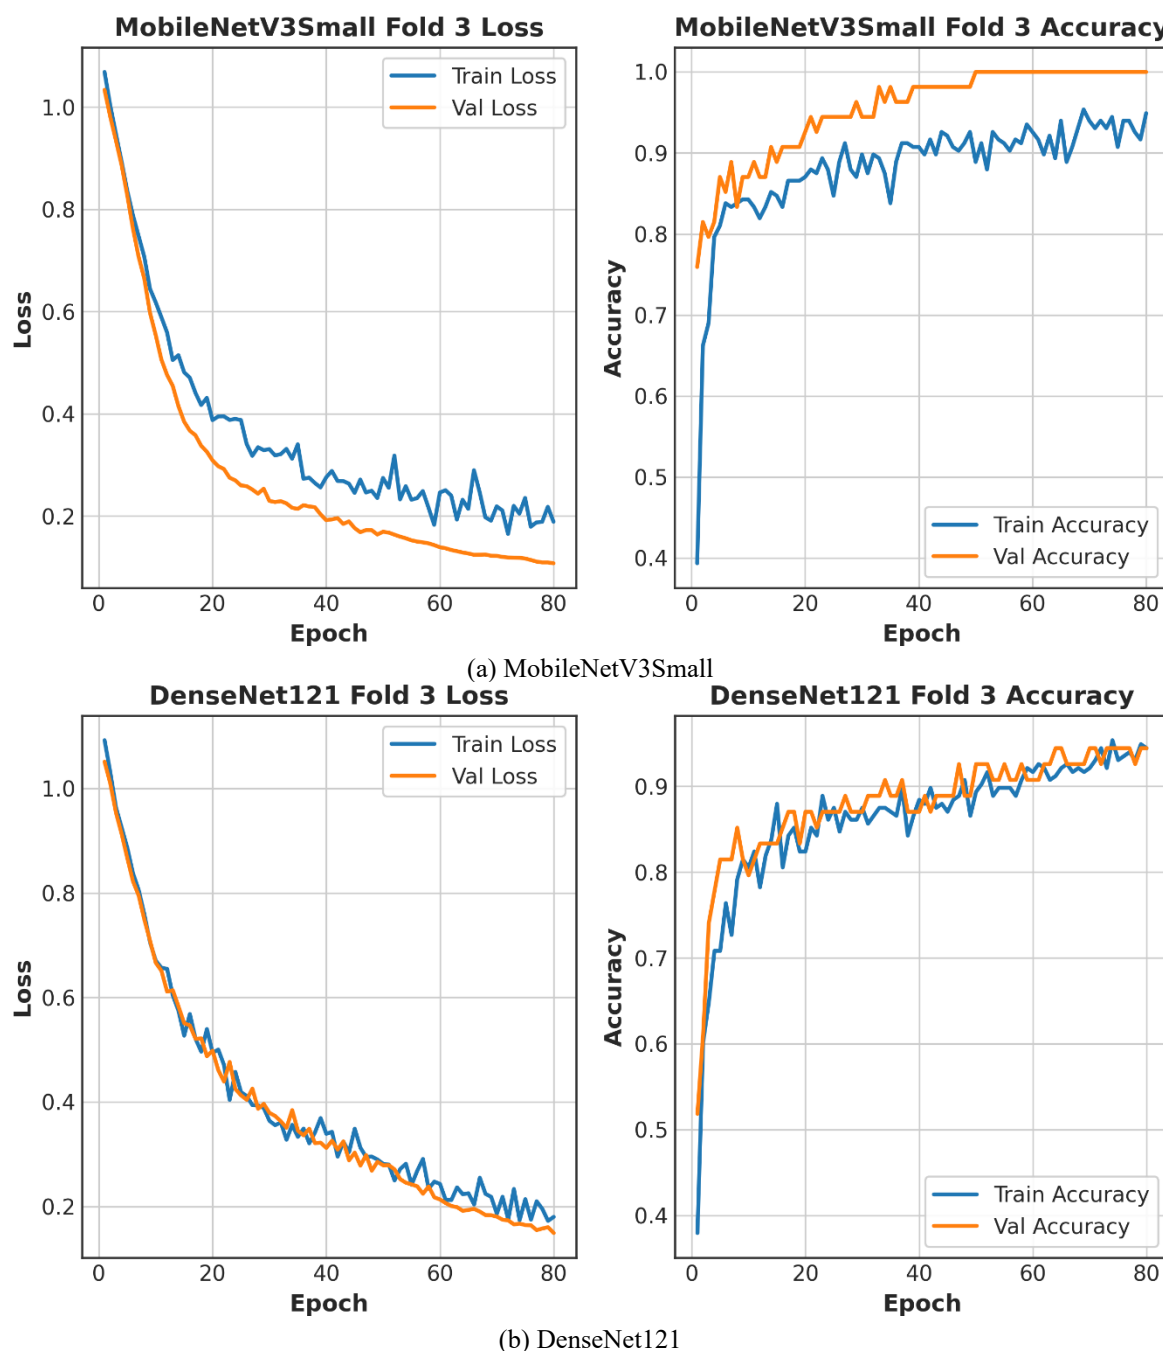 MobileNetV3Small Fold 3 Loss
Train Loss
Val Loss
1.0
0.8
0.6
0.4
0.2
Loss
0 20 40 60 80
Epoch
MobileNetV3Small Fold 3 Accuracy
1.0
0.9
0.8
0.7
0.6
0.5
0.4
Accuracy
Train Accuracy
Val Accuracy
0 20 40 60 80
Epoch
(a) MobileNetV3Small
DenseNet121 Fold 3 Loss
Train Loss
Val Loss
1.0
0.8
0.6
0.4
0.2
Loss
0 20 40 60 80
Epoch
DenseNet121 Fold 3 Accuracy
0.9
0.8
0.7
0.6
0.5
0.4
Accuracy
Train Accuracy
Val Accuracy
0 20 40 60 80
Epoch
(b) DenseNet121